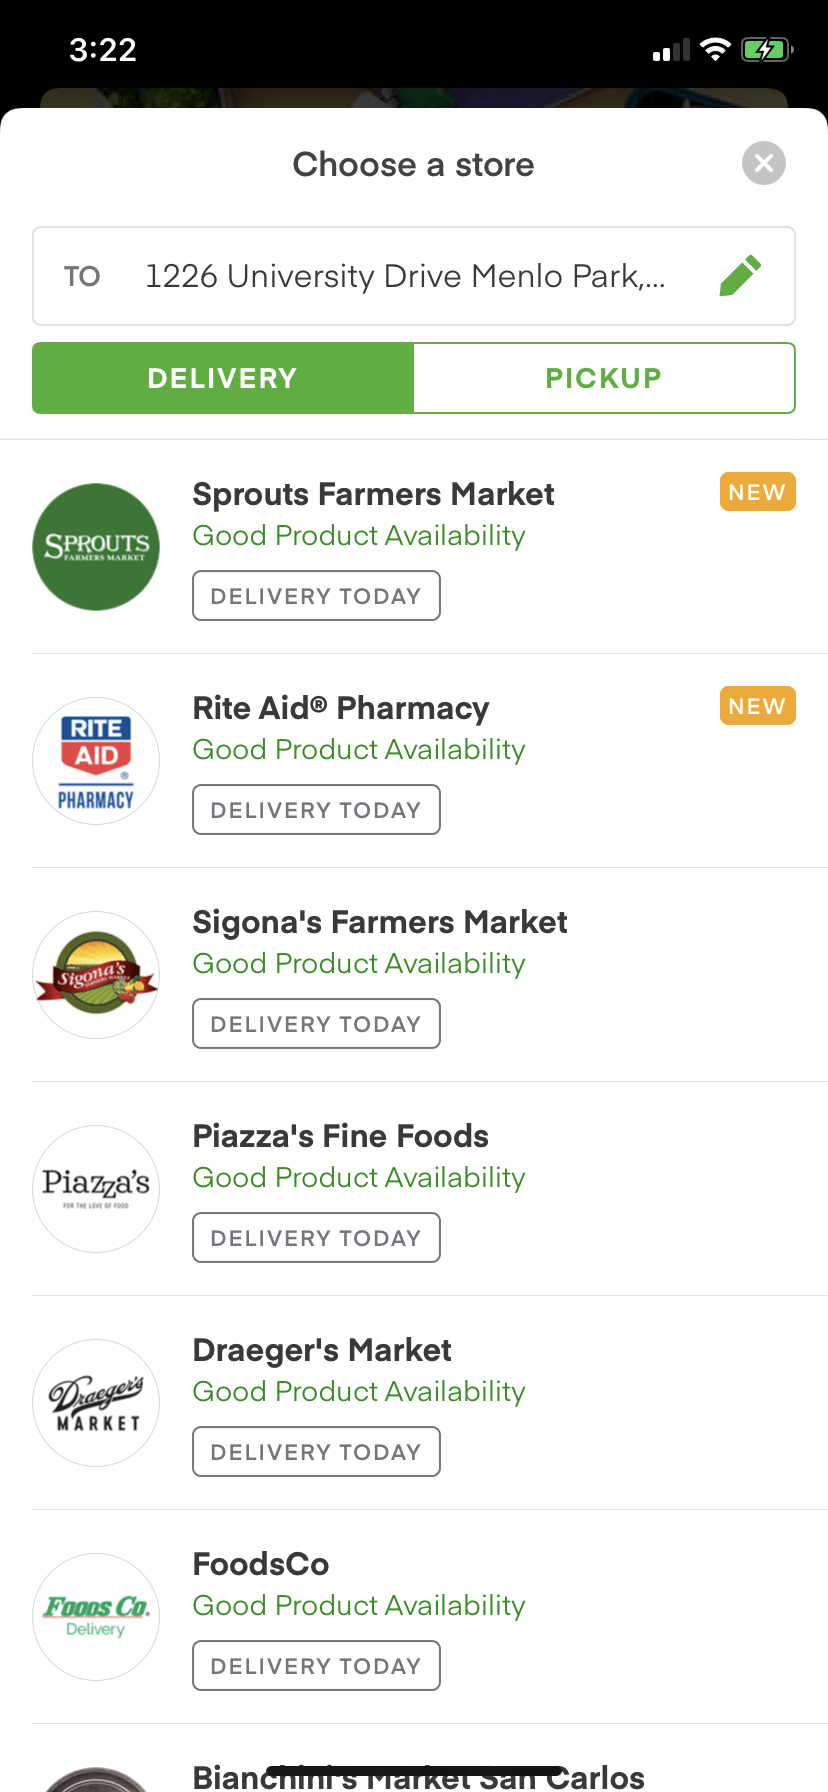 3:22
Choose a store
TO 1226 University Drive Menlo Park,...
DELIVERY PICKUP
Sprouts Farmers Market NEW
Good Product Availability
DELIVERY TODAY
SPROUTS
FARMERS MARKET
Rite Aid® Pharmacy NEW
Good Product Availability
DELIVERY TODAY
RITE
AID
®
PHARMACY
Sigona's Farmers Market
Good Product Availability
DELIVERY TODAY
Sigona's
FARMERS MARKET
Piazza's Fine Foods
Good Product Availability
DELIVERY TODAY
Piazza's
FOR THE LOVE OF FOOD
Draeger's Market
Good Product Availability
DELIVERY TODAY
Draeger's
MARKET
FoodsCo
Good Product Availability
DELIVERY TODAY
FOODS CO.
Delivery
Bianchini's Market San Carlos